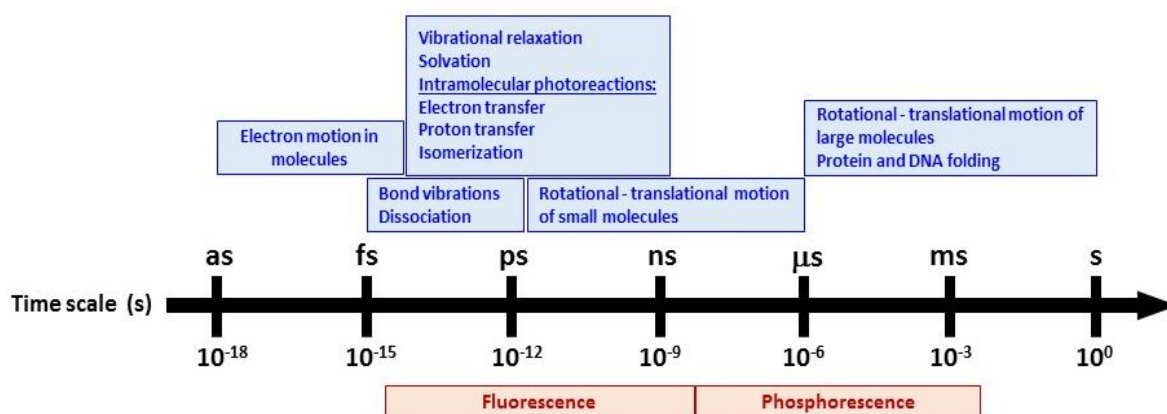 Vibrational relaxation
Solvation
Intramolecular photoreactions:
Electron transfer
Proton transfer
Isomerization
Electron motion in
molecules
Rotational - translational motion of
large molecules
Protein and DNA folding
Bond vibrations
Dissociation
Rotational - translational motion
of small molecules
as fs ps ns μs ms s
Time scale (s)
10⁻¹⁸ 10⁻¹⁵ 10⁻¹² 10⁻⁹ 10⁻⁶ 10⁻³ 10⁰
Fluorescence Phosphorescence